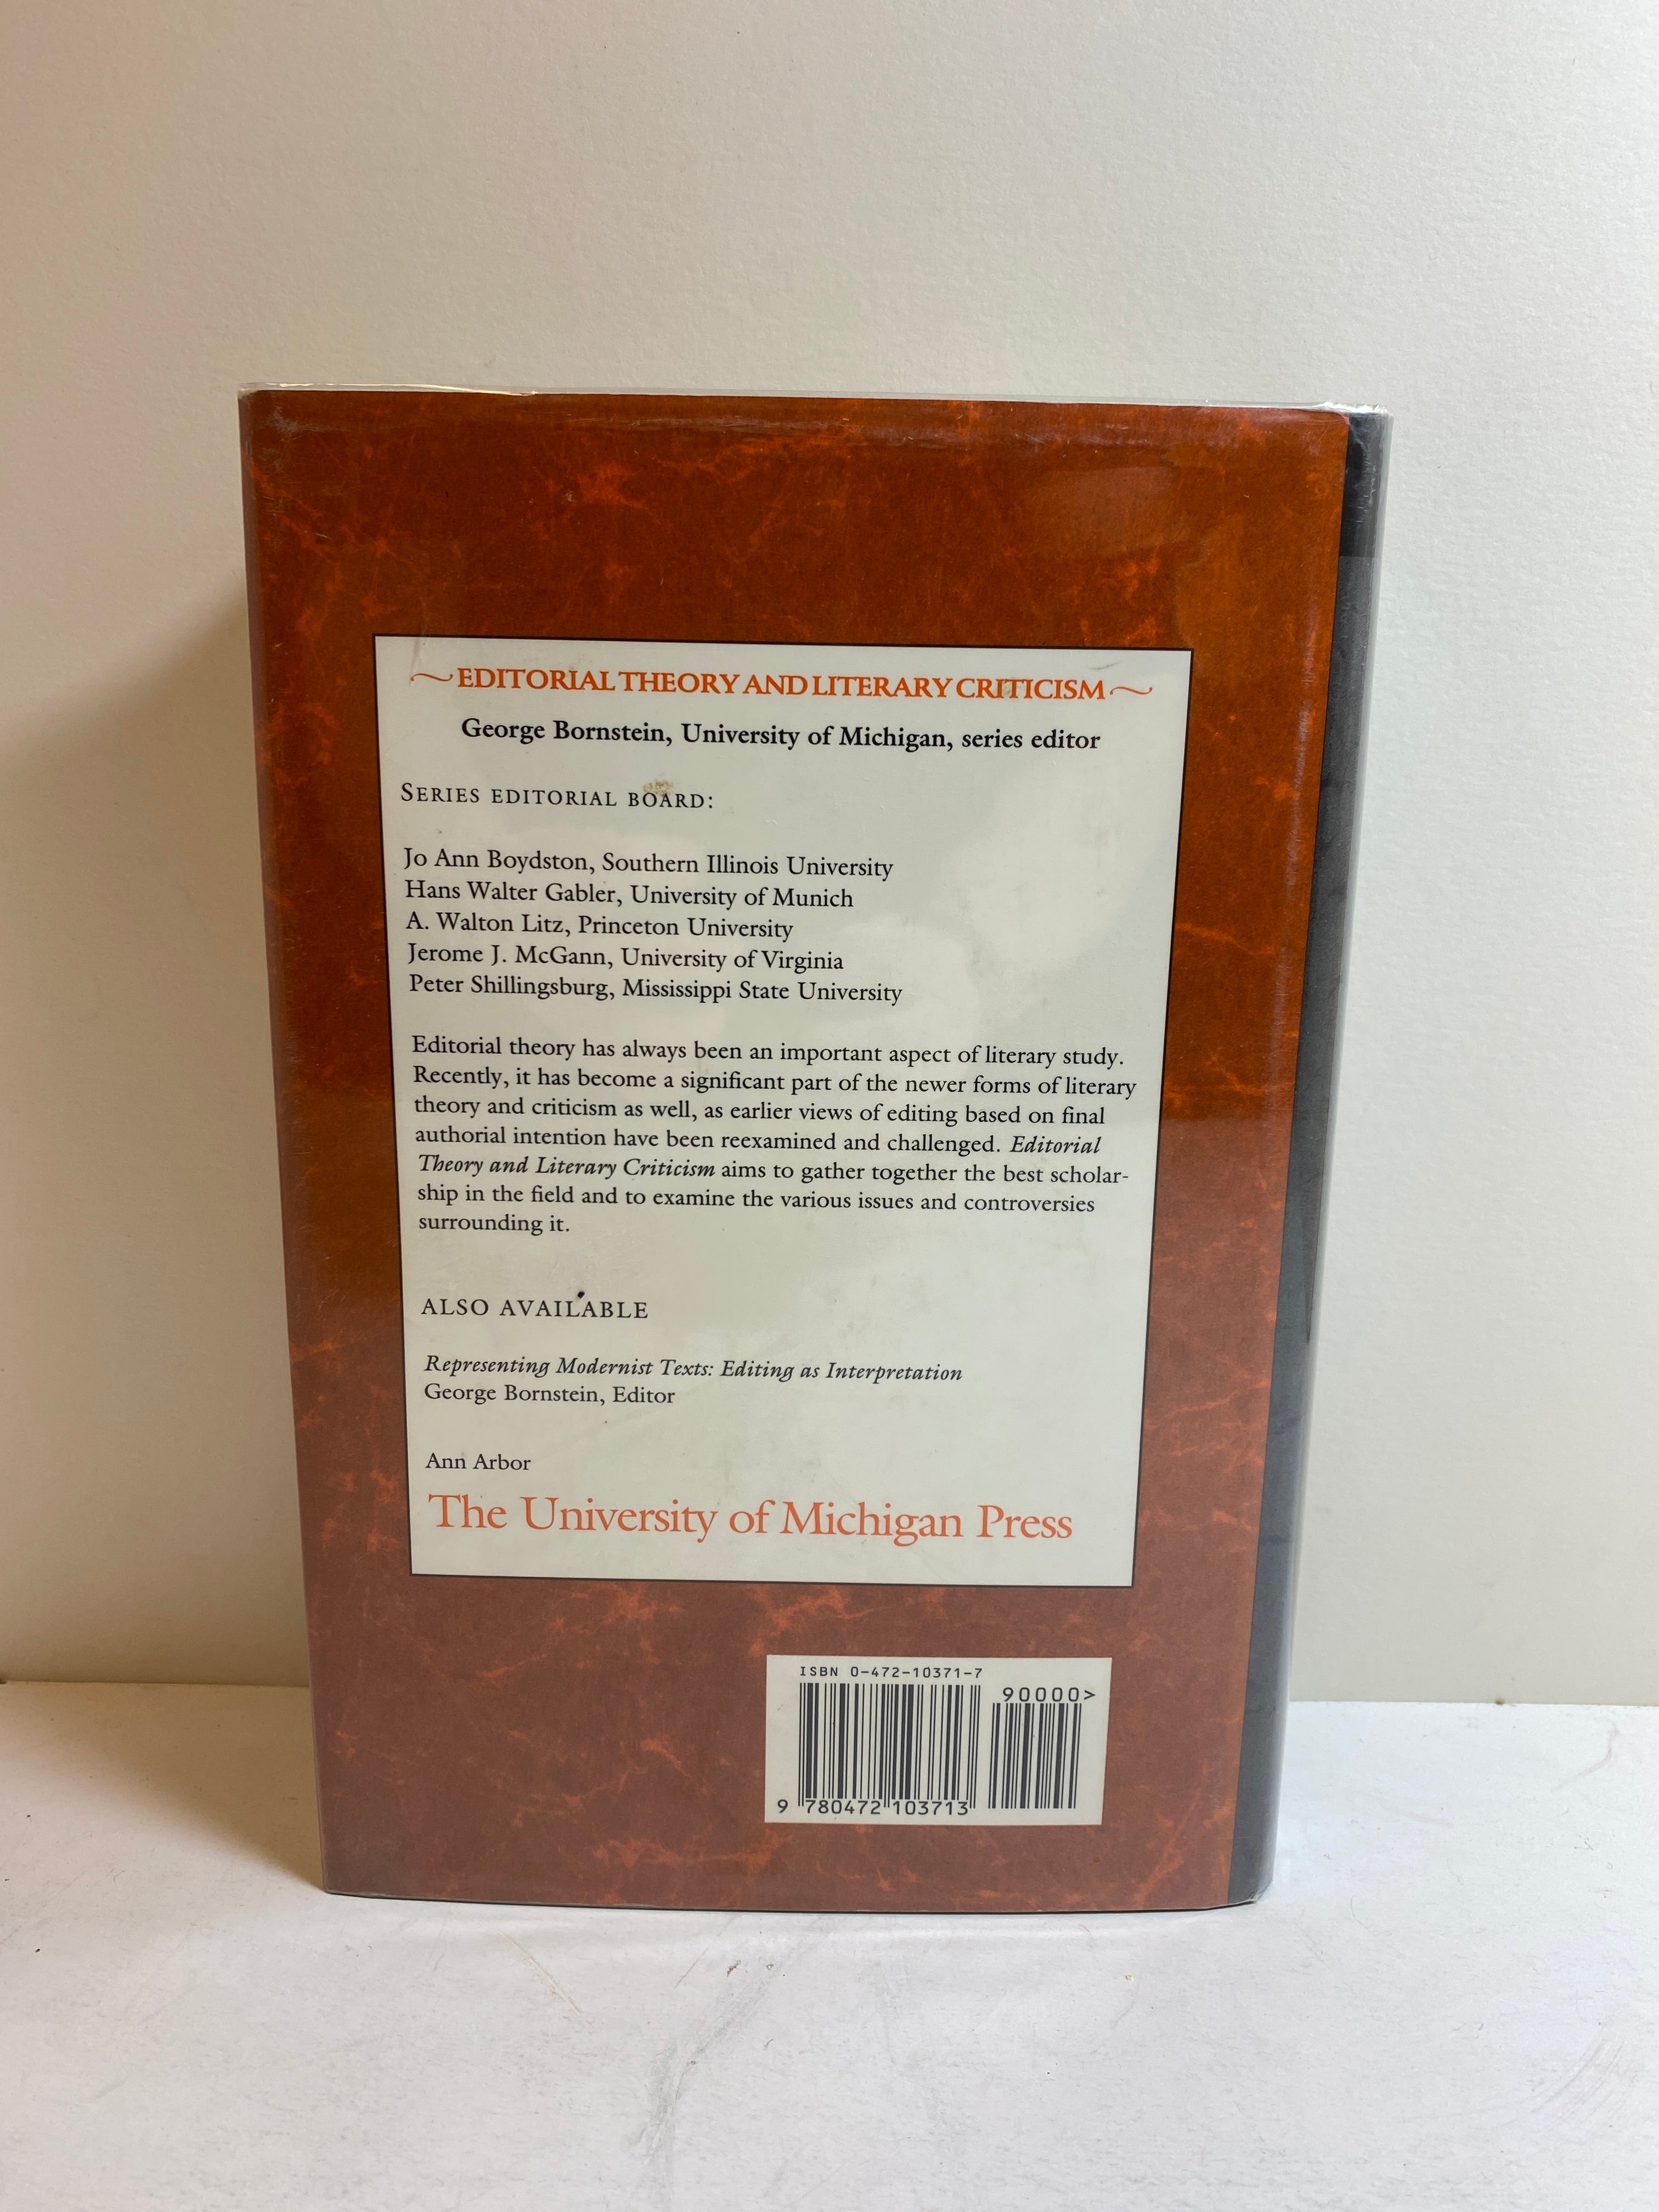 ~EDITORIAL THEORY AND LITERARY CRITICISM~
George Bornstein, University of Michigan, series editor
SERIES EDITORIAL BOARD:
Jo Ann Boydston, Southern Illinois University
Hans Walter Gabler, University of Munich
A. Walton Litz, Princeton University
Jerome J. McGann, University of Virginia
Peter Shillingsburg, Mississippi State University
Editorial theory has always been an important aspect of literary study.
Recently, it has become a significant part of the newer forms of literary
theory and criticism as well, as earlier views of editing based on final
authorial intention have been reexamined and challenged. Editorial
Theory and Literary Criticism aims to gather together the best scholar-
ship in the field and to examine the various issues and controversies
surrounding it.
ALSO AVAILABLE
Representing Modernist Texts: Editing as Interpretation
George Bornstein, Editor
Ann Arbor
The University of Michigan Press
ISBN 0-472-10371-7
90000>
9 780472 103713